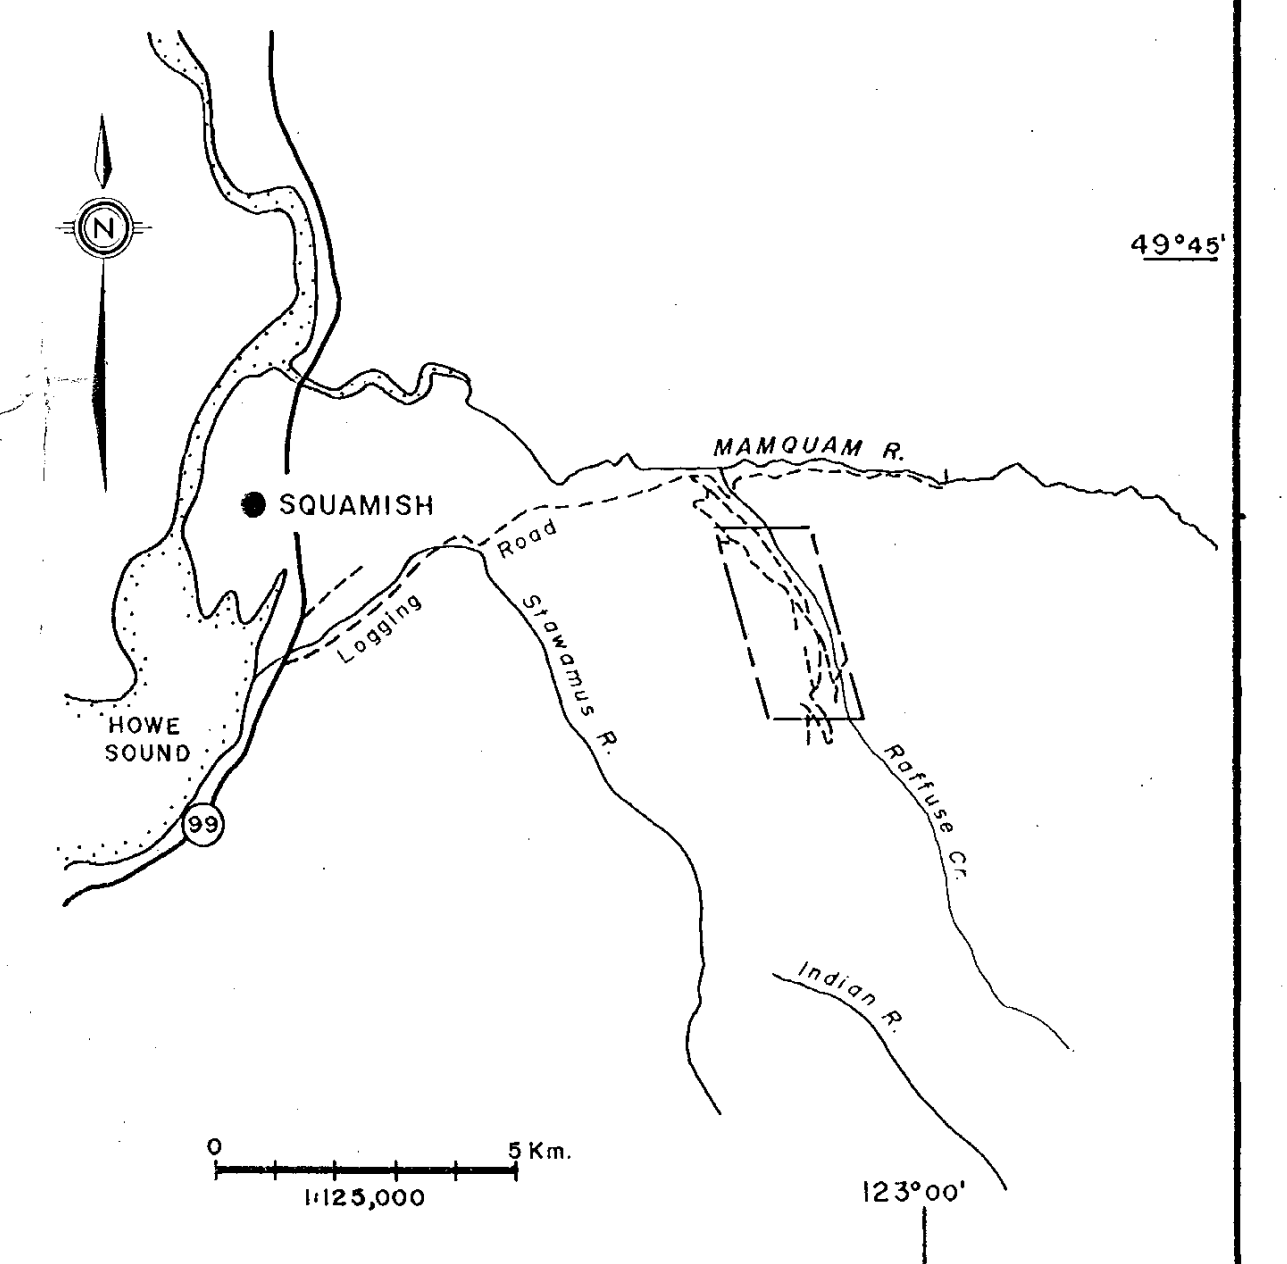 N
49°45'
MAMQUAM R.
SQUAMISH
Road
Logging
Stawamus R.
HOWE
SOUND
99
Raffuse Cr.
Indian R.
0 5 Km.
1:125,000
123°00'